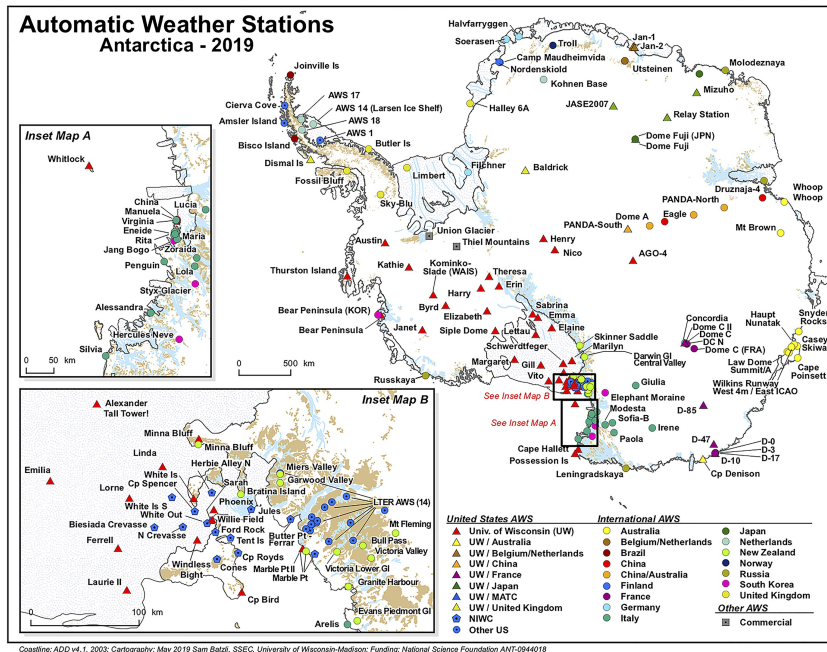 Automatic Weather Stations
Antarctica - 2019
Halvfarryggen
Soerasen
Troll
Jan-1
Jan-2
Camp Maudheimvida
Nordenskiold
Utsteinen
Molodeznaya
Kohnen Base
Mizuho
Joinville Is
AWS 17
Cierva Cove
AWS 14 (Larsen Ice Shelf)
Amsler Island
AWS 18
AWS 1
Bisco Island
Butler Is
Dismal Is
Fossil Bluff
Limbert
Filchner
Sky-Blu
Halley 6A
JASE2007
Relay Station
Dome Fuji (JPN)
Dome Fuji
Baldrick
Druznaja-4
Whoop
Whoop
PANDA-North
Dome A
Eagle
PANDA-South
Mt Brown
Union Glacier
Thiel Mountains
Austin
Henry
Nico
AGO-4
Kathie
Kominko-
Slade (WAIS)
Theresa
Thurston Island
Harry
Erin
Byrd
Sabrina
Emma
Bear Peninsula (KOR)
Elizabeth
Elaine
Bear Peninsula
Janet
Siple Dome
Lettau
Schwerdtfeger
Skinner Saddle
Marilyn
Margaret
Gill
Darwin Gl
Central Valley
Vito
Russkaya
Concordia
Dome C II
Dome C
DC N
Dome C (FRA)
Haupt
Nunatak
Snyder
Rocks
Casey
Skiway
Law Dome
Summit/A
Cape
Poinsett
Wilkins Runway
West 4m / East ICAO
See Inset Map B
See Inset Map A
Giulia
Elephant Moraine
Modesta
Sofia-B
D-85
Irene
Paola
D-47
D-0
D-3
D-17
D-10
Cp Denison
Cape Hallett
Possession Is
Leningradskaya
0 500 km
Inset Map A
Whitlock
China
Lucia
Manuela
Virginia
Eneide
Rita
Maria
Jang Bogo
Zoraida
Penguin
Lola
Styx-Glacier
Alessandra
Hercules Neve
Silvia
0 50 km
Inset Map B
Alexander
Tall Tower!
Minna Bluff
Minna Bluff
Linda
Herbie Alley
Miers Valley
Garwood Valley
Emilia
White Is
Cp Spencer
Sarah
Bratina Island
Lorne
Phoenix
LTER AWS (14)
White Is S
Jules
White Out
Willie Field
Mt Fleming
Biesiada Crevasse
Ford Rock
Butter Pt
N Crevasse
Tent Is
Ferrar
Bull Pass
Ferrell
Cp Royds
Victoria Valley
Windless
Bight
Cones
Marble Pt II
Marble Pt
Victoria Lower Gl
Laurie II
Granite Harbour
Cp Bird
Evans Piedmont Gl
Arelis
0 100 km
United States AWS
Univ. of Wisconsin (UW)
UW / Australia
UW / Belgium/Netherlands
UW / China
UW / France
UW / Japan
UW / MATC
UW / United Kingdom
NIWC
Other US
International AWS
Australia
Belgium/Netherlands
Brazil
China
China/Australia
Finland
France
Germany
Italy
Japan
Netherlands
New Zealand
Norway
Russia
South Korea
United Kingdom
Other AWS
Commercial
Coastline: ADD v4.1, 2003; Cartography: May 2019 Sam Batzli, SSEC, University of Wisconsin-Madison; Funding: National Science Foundation ANT-0944018